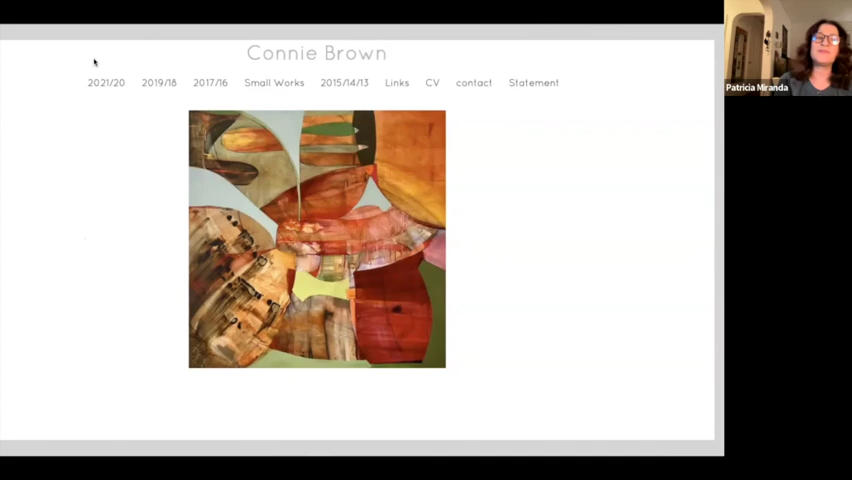 Connie Brown
2021/20 2019/18 2017/16 Small Works 2015/14/13 Links CV contact Statement
Patricia Miranda